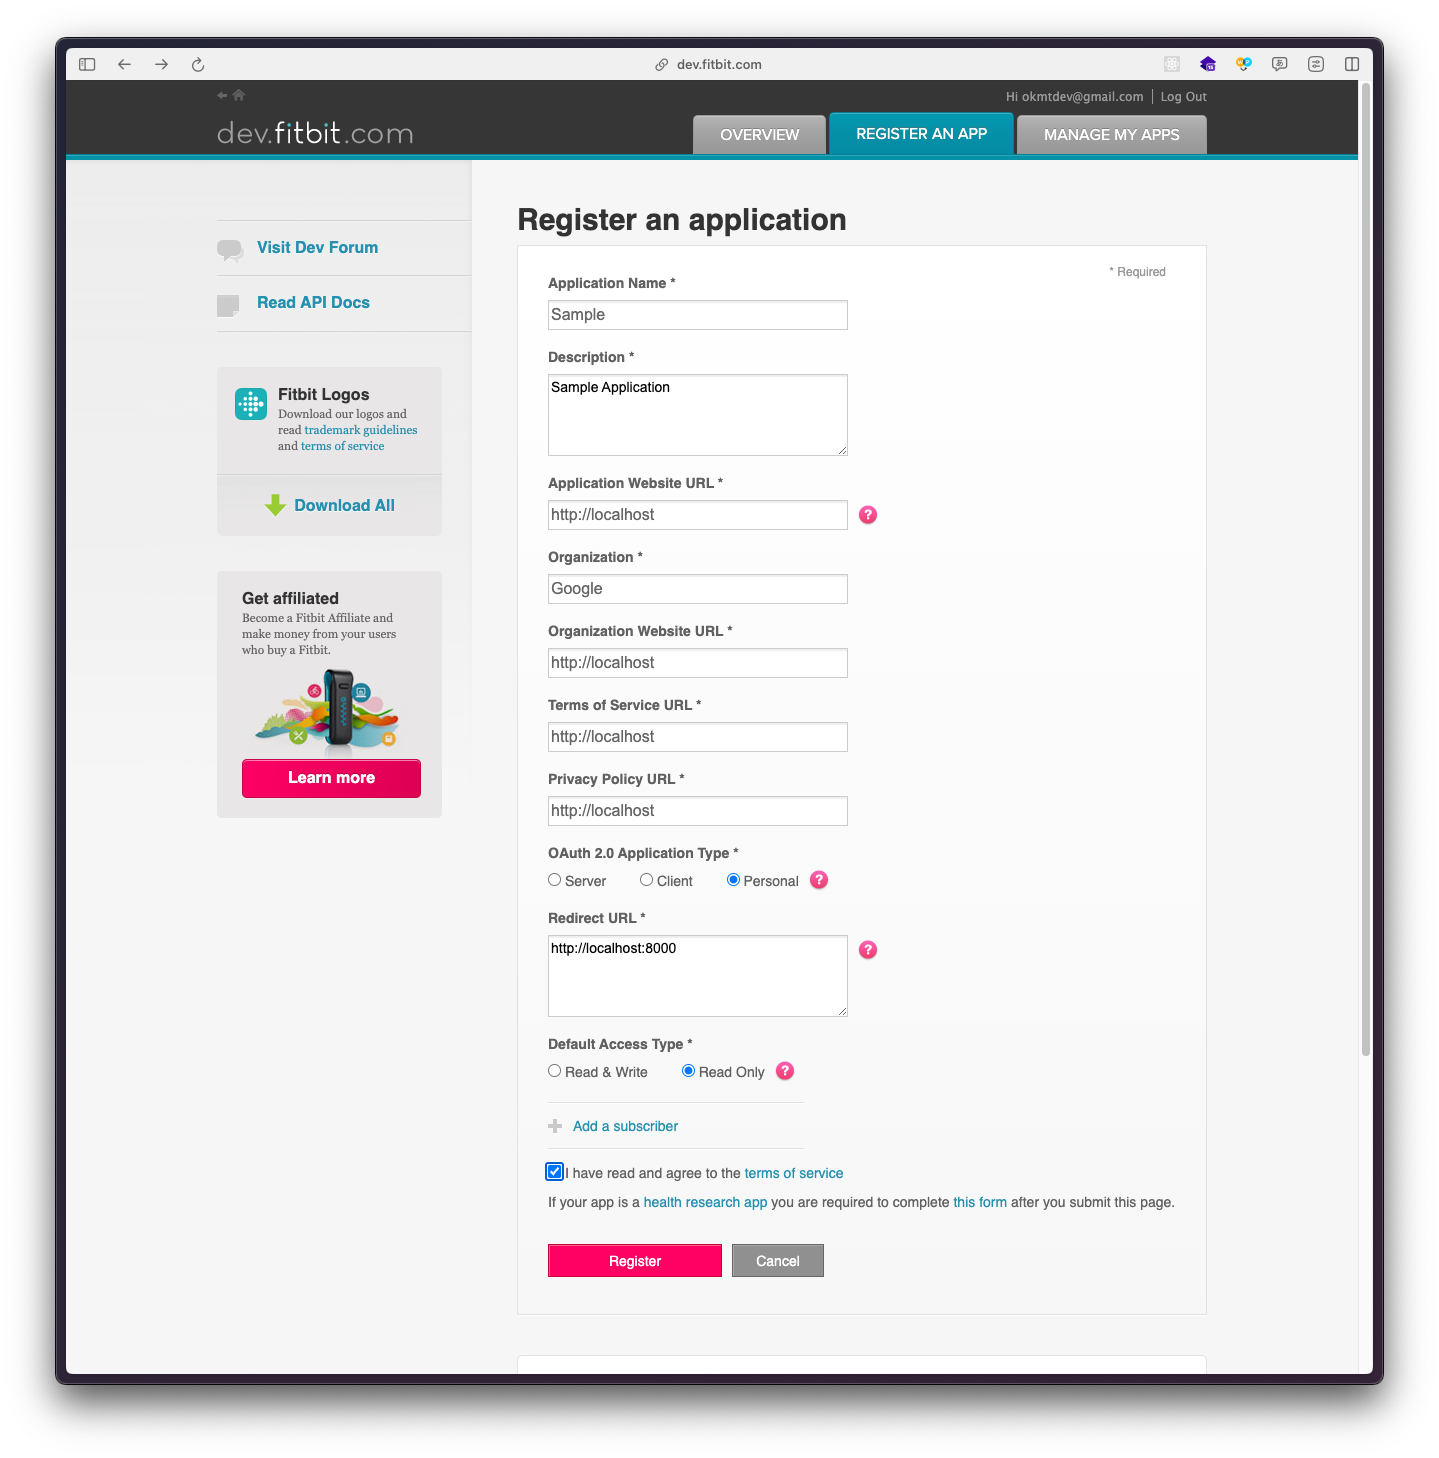 dev.fitbit.com
Hi okmtdev@gmail.com
Log Out
dev.fitbit.com
OVERVIEW
REGISTER AN APP
MANAGE MY APPS
Visit Dev Forum
Read API Docs
Fitbit Logos
Download our logos and
read trademark guidelines
and terms of service
Download All
Get affiliated
Become a Fitbit Affiliate and
make money from your users
who buy a Fitbit.
Learn more
Register an application
* Required
Application Name *
Sample
Description *
Sample Application
Application Website URL *
http://localhost
?
Organization *
Google
Organization Website URL *
http://localhost
Terms of Service URL *
http://localhost
Privacy Policy URL *
http://localhost
OAuth 2.0 Application Type *
Server Client Personal ?
Redirect URL *
http://localhost:8000
?
Default Access Type *
Read & Write Read Only ?
Add a subscriber
I have read and agree to the terms of service
If your app is a health research app you are required to complete this form after you submit this page.
Register
Cancel